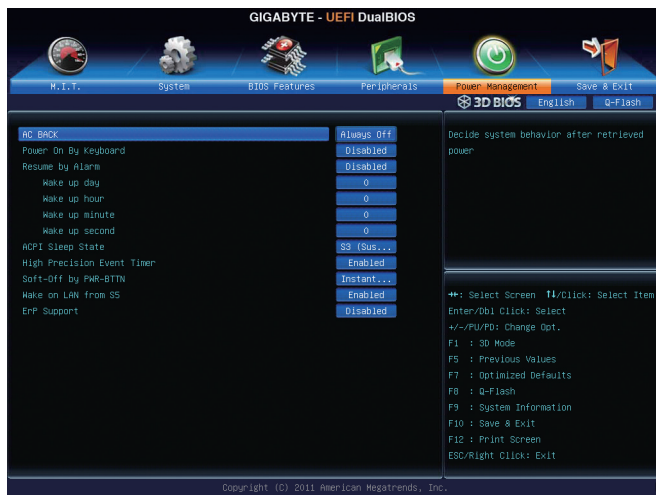 GIGABYTE - UEFI DualBIOS
M.I.T.
System
BIOS Features
Peripherals
Power Management
Save & Exit
3D BIOS
English
Q-Flash
AC BACK Always Off
Power On By Keyboard Disabled
Resume by Alarm Disabled
Wake up day 0
Wake up hour 0
Wake up minute 0
Wake up second 0
ACPI Sleep State S3 (Sus...
High Precision Event Timer Enabled
Soft-Off by PWR-BTTN Instant...
Wake on LAN from S5 Enabled
ErP Support Disabled
Decide system behavior after retrieved
power
→←: Select Screen ↑↓/Click: Select Item
Enter/Dbl Click: Select
+/-/PU/PD: Change Opt.
F1 : 3D Mode
F5 : Previous Values
F7 : Optimized Defaults
F8 : Q-Flash
F9 : System Information
F10 : Save & Exit
F12 : Print Screen
ESC/Right Click: Exit
Copyright (C) 2011 American Megatrends, Inc.